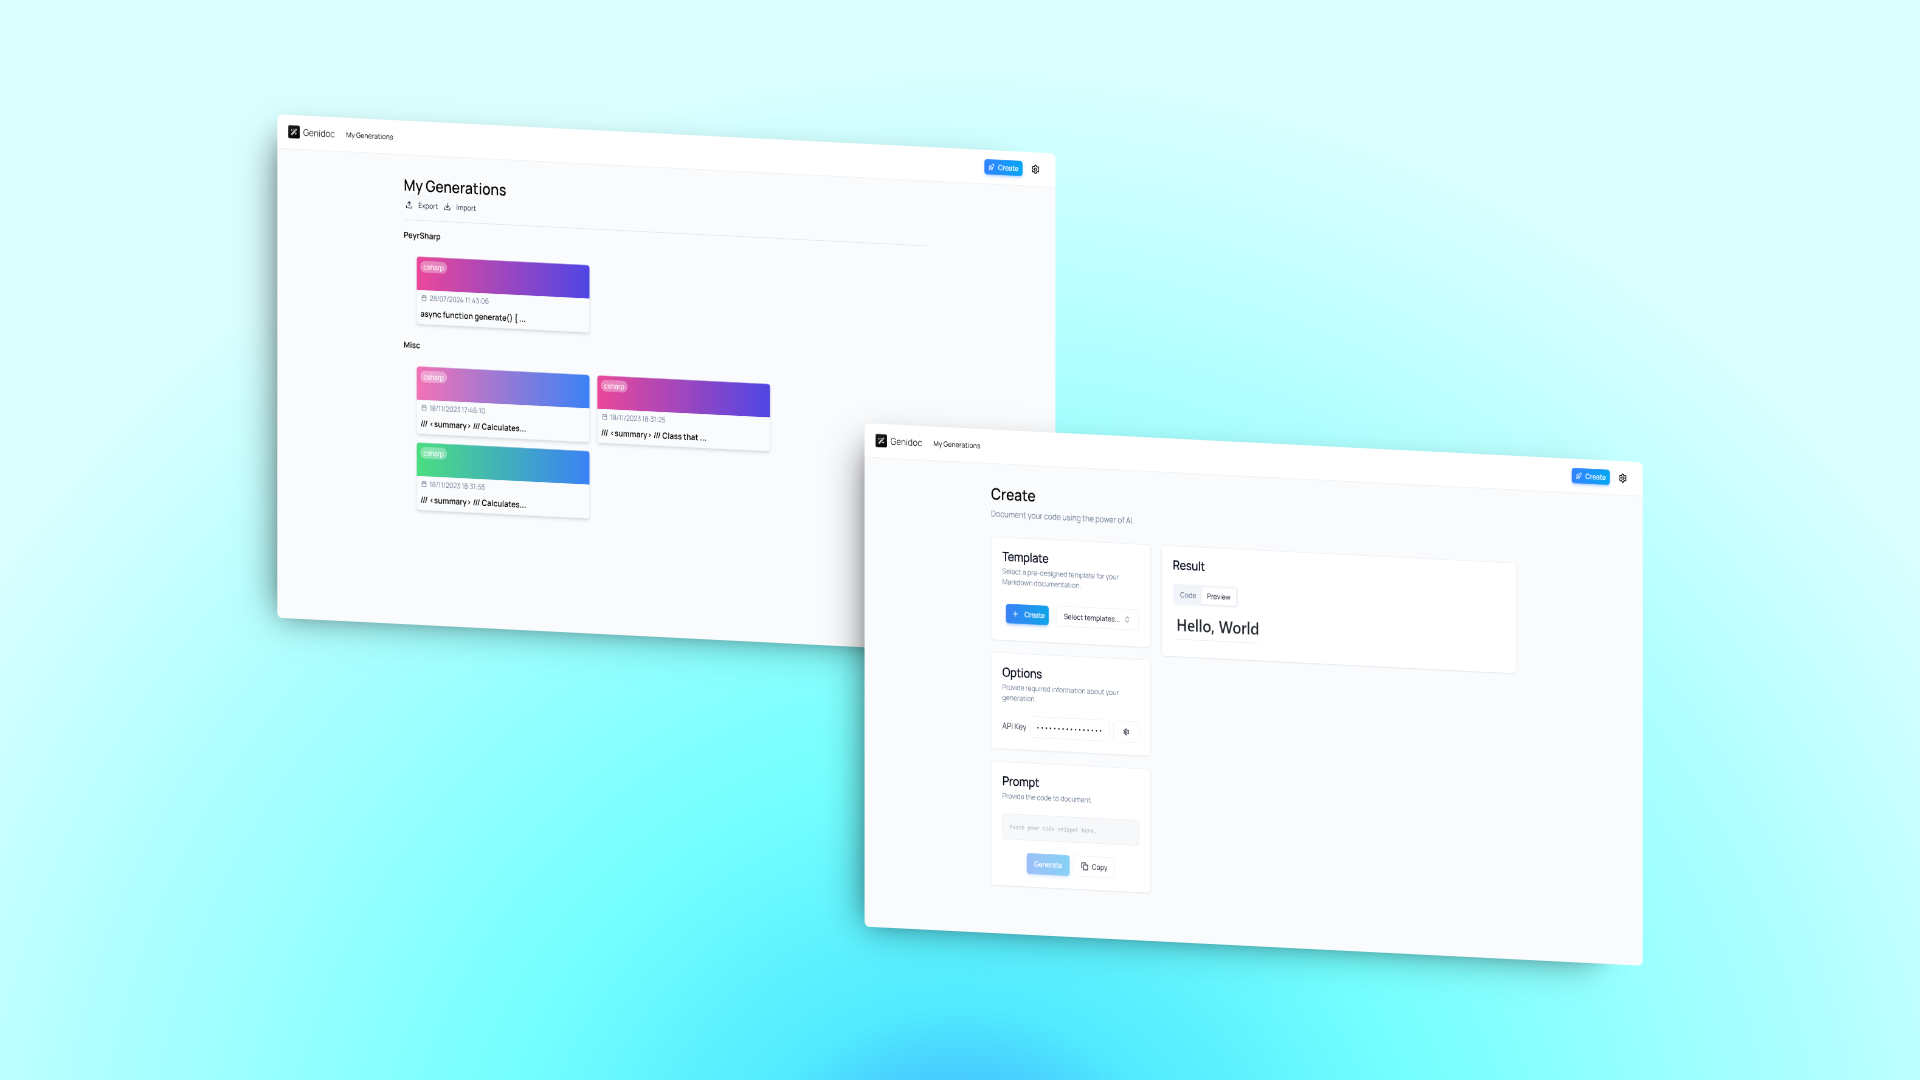 Genidoc
My Generations
Create
My Generations
Export
Import
PeyrSharp
csharp
28/07/2024 11:43:06
async function generate() { ...
Misc
csharp
18/11/2023 17:46:10
/// <summary> /// Calculates...
csharp
18/11/2023 18:31:25
/// <summary> /// Class that ...
csharp
18/11/2023 18:31:55
/// <summary> /// Calculates...
Genidoc
My Generations
Create
Create
Document your code using the power of AI.
Template
Select a pre-designed template for your
Markdown documentation.
Create
Select templates...
Options
Provide required information about your
generation.
API Key
Prompt
Provide the code to document.
Paste your code snippet here.
Generate
Copy
Result
Code
Preview
Hello, World